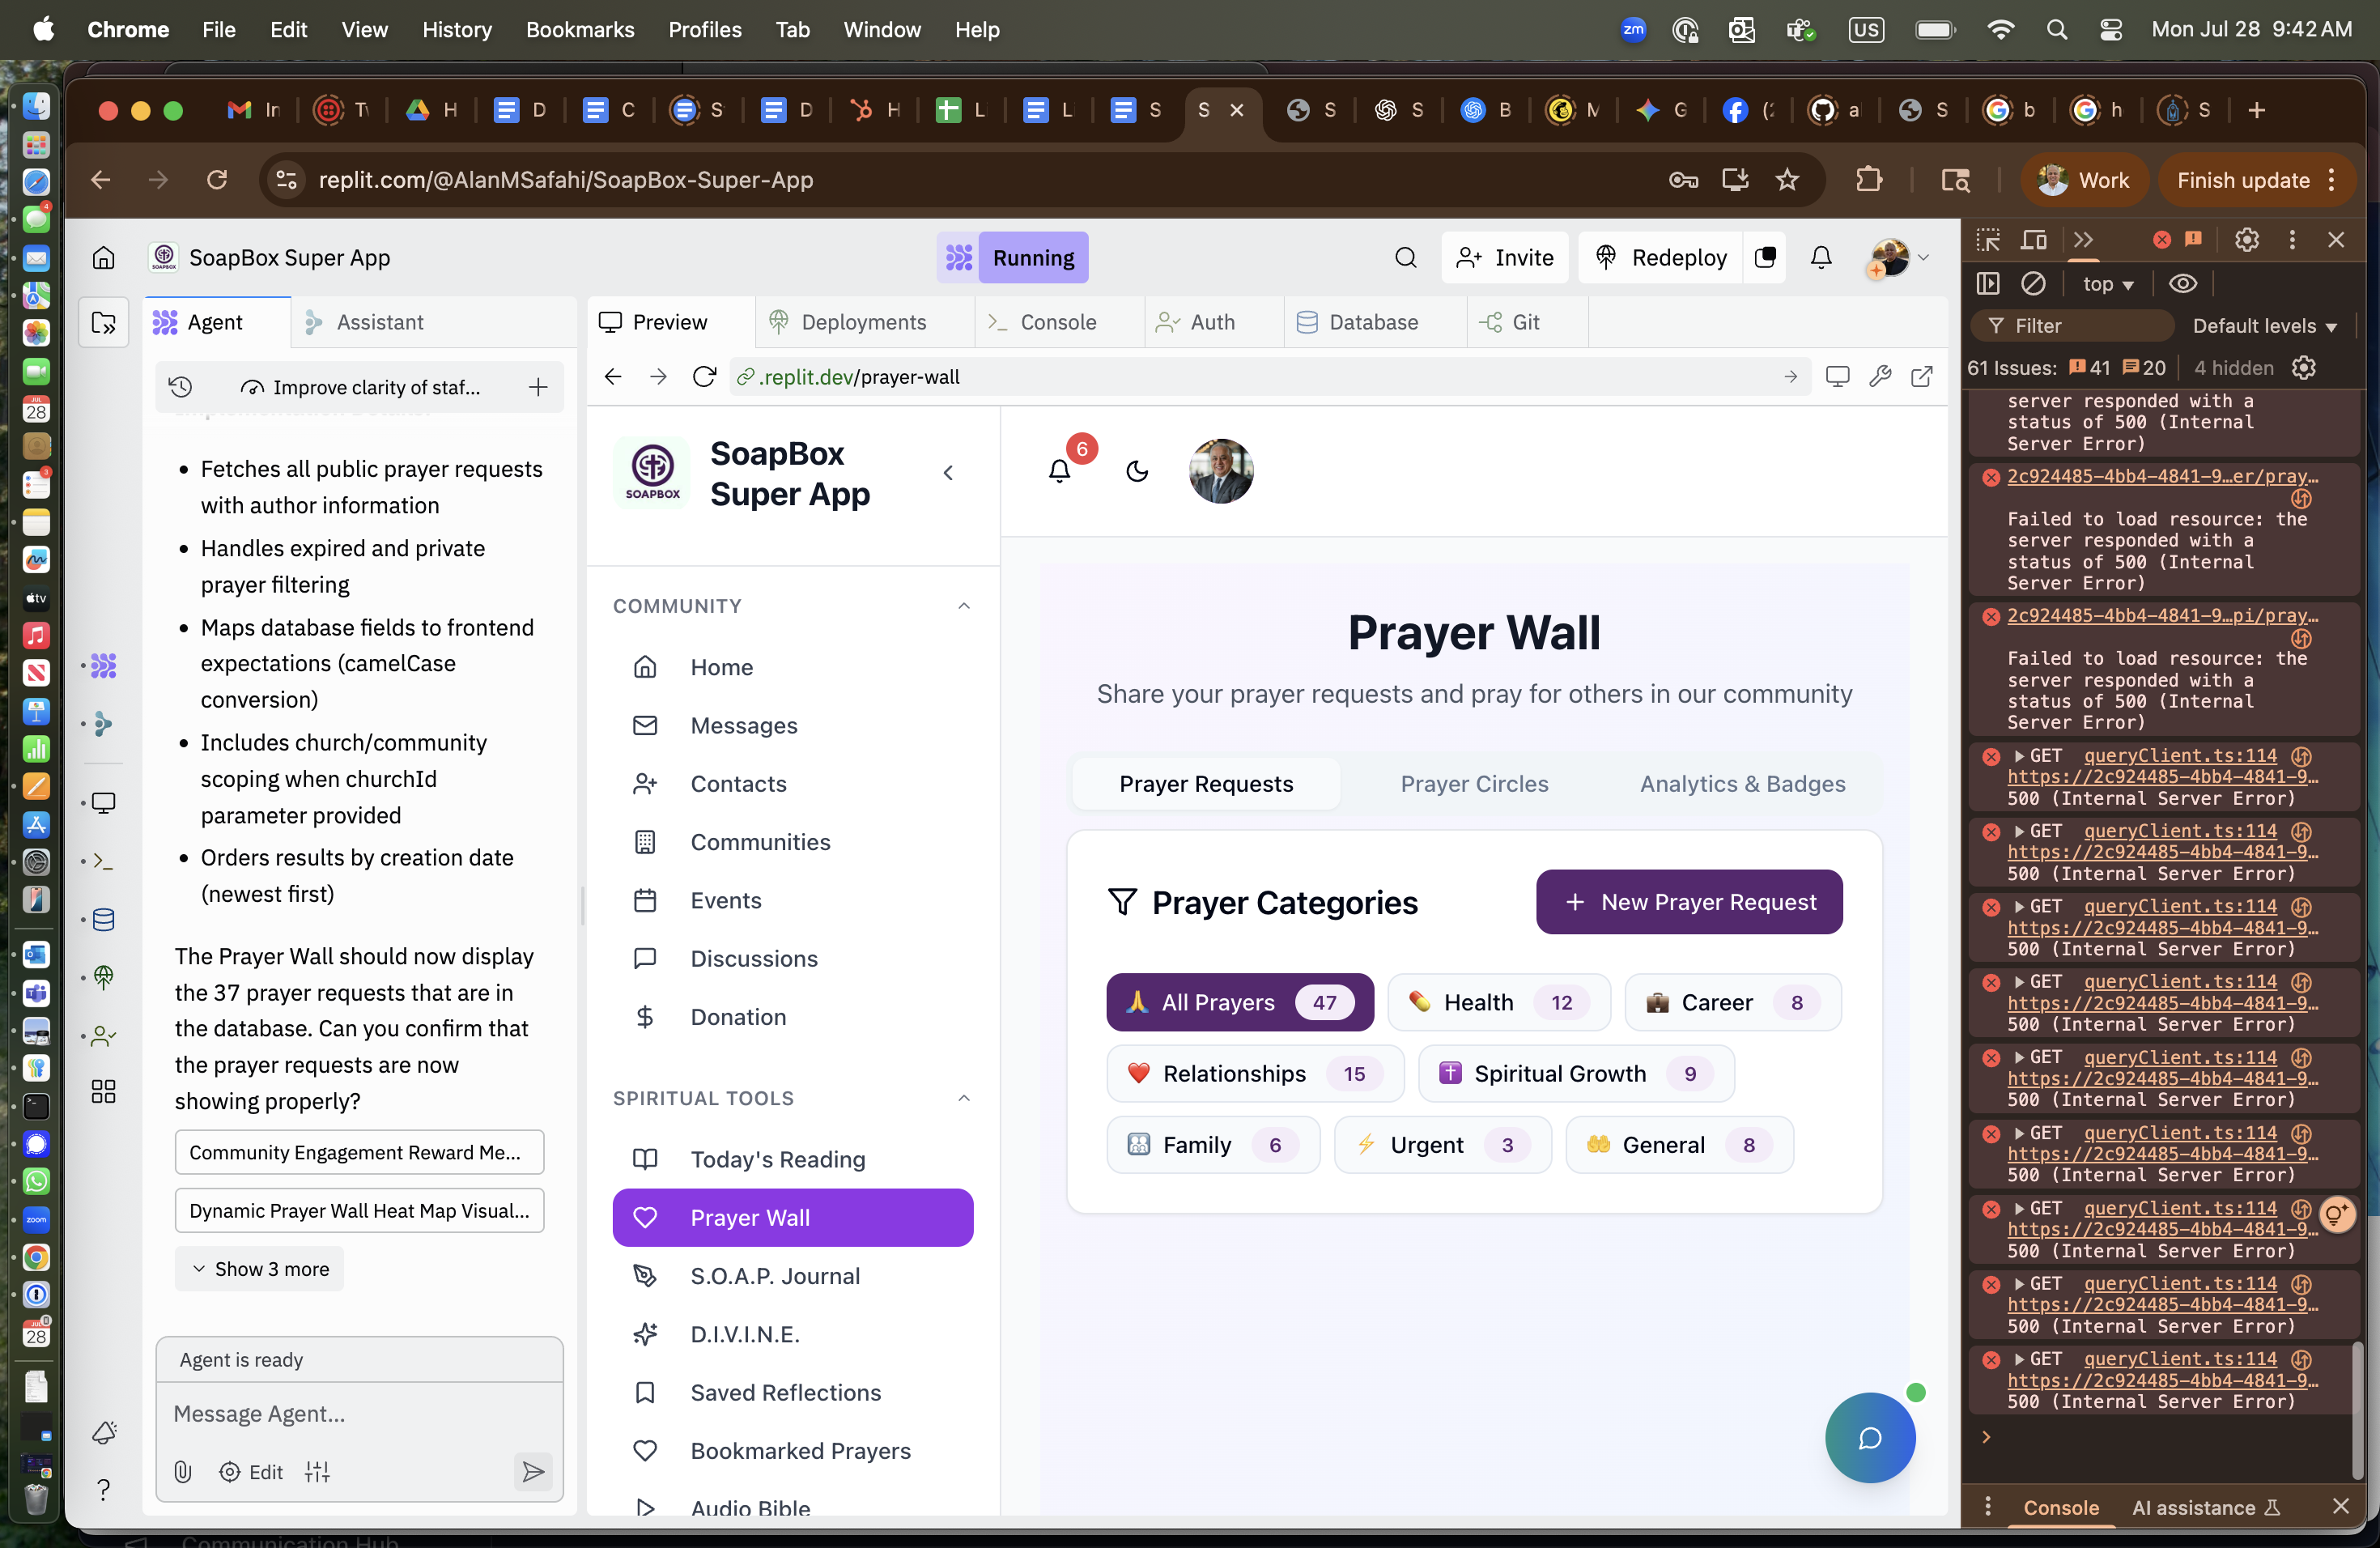 Chrome File Edit View History Bookmarks Profiles Tab Window Help
zm US Mon Jul 28 9:42 AM
In T H D C S D H L L S S S S B M G (2 a S b h S
replit.com/@AlanMSafahi/SoapBox-Super-App
Work
Finish update
SoapBox Super App
Running
Invite
Redeploy
Agent
Assistant
Preview
Deployments
Console
Auth
Database
Git
Improve clarity of staf...
.replit.dev/prayer-wall
• Fetches all public prayer requests
with author information
• Handles expired and private
prayer filtering
• Maps database fields to frontend
expectations (camelCase
conversion)
• Includes church/community
scoping when churchId
parameter provided
• Orders results by creation date
(newest first)
The Prayer Wall should now display
the 37 prayer requests that are in
the database. Can you confirm that
the prayer requests are now
showing properly?
Community Engagement Reward Me...
Dynamic Prayer Wall Heat Map Visual...
Show 3 more
Agent is ready
Message Agent...
Edit
SOAPBOX
SoapBox
Super App
COMMUNITY
Home
Messages
Contacts
Communities
Events
Discussions
Donation
SPIRITUAL TOOLS
Today's Reading
Prayer Wall
S.O.A.P. Journal
D.I.V.I.N.E.
Saved Reflections
Bookmarked Prayers
Audio Bible
6
Prayer Wall
Share your prayer requests and pray for others in our community
Prayer Requests
Prayer Circles
Analytics & Badges
Prayer Categories
+ New Prayer Request
All Prayers 47
Health 12
Career 8
Relationships 15
Spiritual Growth 9
Family 6
Urgent 3
General 8
top
Filter
Default levels
61 Issues: 41 20 4 hidden
server responded with a
status of 500 (Internal
Server Error)
2c924485-4bb4-4841-9…er/pray…
Failed to load resource: the
server responded with a
status of 500 (Internal
Server Error)
2c924485-4bb4-4841-9…pi/pray…
Failed to load resource: the
server responded with a
status of 500 (Internal
Server Error)
GET queryClient.ts:114
https://2c924485-4bb4-4841-9…
500 (Internal Server Error)
GET queryClient.ts:114
https://2c924485-4bb4-4841-9…
500 (Internal Server Error)
GET queryClient.ts:114
https://2c924485-4bb4-4841-9…
500 (Internal Server Error)
GET queryClient.ts:114
https://2c924485-4bb4-4841-9…
500 (Internal Server Error)
GET queryClient.ts:114
https://2c924485-4bb4-4841-9…
500 (Internal Server Error)
GET queryClient.ts:114
https://2c924485-4bb4-4841-9…
500 (Internal Server Error)
GET queryClient.ts:114
https://2c924485-4bb4-4841-9…
500 (Internal Server Error)
GET queryClient.ts:114
https://2c924485-4bb4-4841-9…
500 (Internal Server Error)
GET queryClient.ts:114
https://2c924485-4bb4-4841-9…
500 (Internal Server Error)
Console
AI assistance
Communication Hub